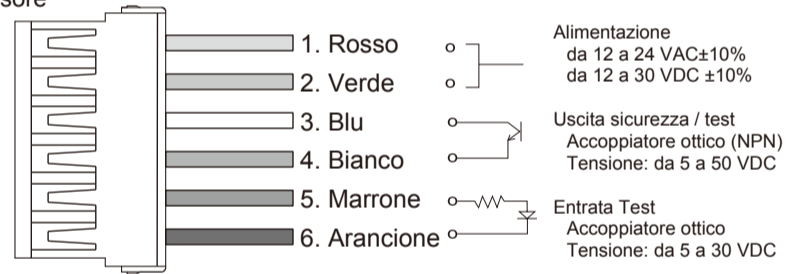 1. Rosso
2. Verde
3. Blu
4. Bianco
5. Marrone
6. Arancione
Alimentazione
da 12 a 24 VAC±10%
da 12 a 30 VDC ±10%
Uscita sicurezza / test
Accoppiatore ottico (NPN)
Tensione: da 5 a 50 VDC
Entrata Test
Accoppiatore ottico
Tensione: da 5 a 30 VDC